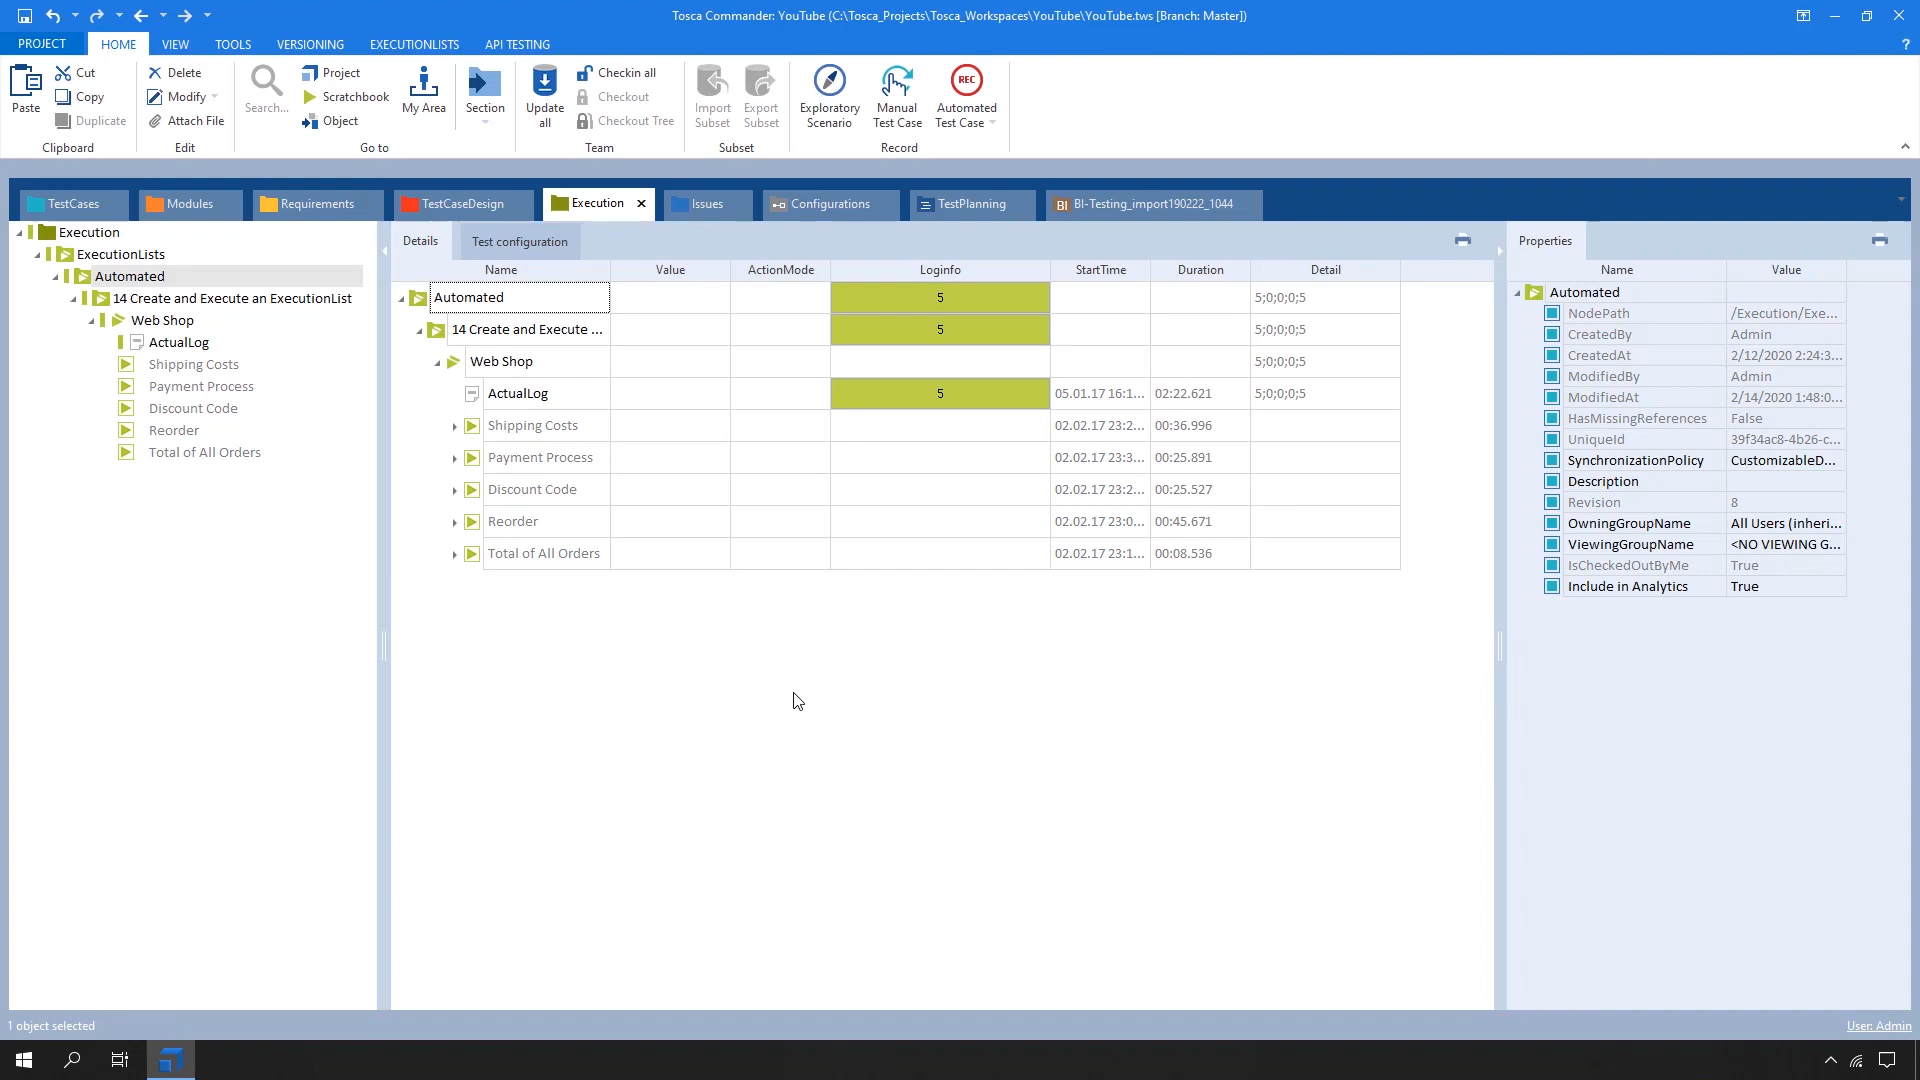 Tosca Commander: YouTube (C:\Tosca_Projects\Tosca_Workspaces\YouTube\YouTube.tws [Branch: Master])
PROJECT HOME VIEW TOOLS VERSIONING EXECUTIONLISTS API TESTING ?
Paste Cut Copy Duplicate
Clipboard
Delete Modify Attach File
Edit
Search... Project Scratchbook Object My Area Section
Go to
Update all Checkin all Checkout Checkout Tree
Team
Import Subset Export Subset
Subset
Exploratory Scenario Manual Test Case REC Automated Test Case
Record
TestCases Modules Requirements TestCaseDesign Execution Issues Configurations TestPlanning BI BI-Testing_import190222_1044
Execution
ExecutionLists
Automated
14 Create and Execute an ExecutionList
Web Shop
ActualLog
Shipping Costs
Payment Process
Discount Code
Reorder
Total of All Orders
Details Test configuration
Name Value ActionMode Loginfo StartTime Duration Detail
Automated 5 5;0;0;0;5
14 Create and Execute ... 5 5;0;0;0;5
Web Shop 5;0;0;0;5
ActualLog 5 05.01.17 16:1... 02:22.621 5;0;0;0;5
Shipping Costs 02.02.17 23:2... 00:36.996
Payment Process 02.02.17 23:3... 00:25.891
Discount Code 02.02.17 23:2... 00:25.527
Reorder 02.02.17 23:0... 00:45.671
Total of All Orders 02.02.17 23:1... 00:08.536
Properties
Name Value
Automated
NodePath /Execution/Exe...
CreatedBy Admin
CreatedAt 2/12/2020 2:24:3...
ModifiedBy Admin
ModifiedAt 2/14/2020 1:48:0...
HasMissingReferences False
UniqueId 39f34ac8-4b26-c...
SynchronizationPolicy CustomizableD...
Description
Revision 8
OwningGroupName All Users (inheri...
ViewingGroupName <NO VIEWING G...
IsCheckedOutByMe True
Include in Analytics True
1 object selected
User: Admin